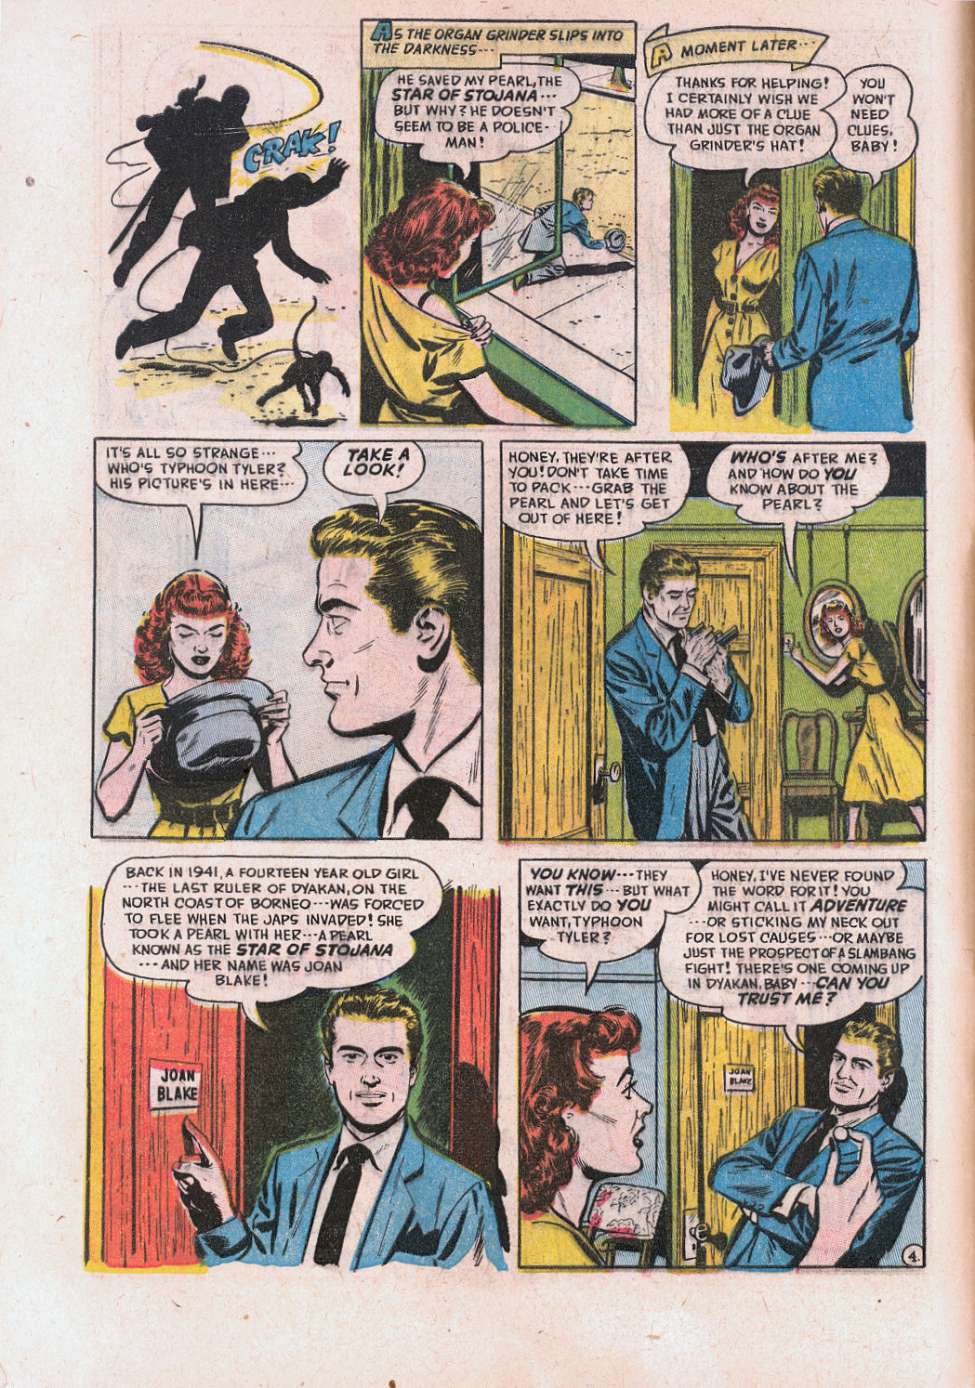 CRAK!
AS THE ORGAN GRINDER SLIPS INTO
THE DARKNESS---
HE SAVED MY PEARL, THE
STAR OF STOJANA---
BUT WHY? HE DOESN'T
SEEM TO BE A POLICE-
MAN!
A MOMENT LATER---
THANKS FOR HELPING!
I CERTAINLY WISH WE
HAD MORE OF A CLUE
THAN JUST THE ORGAN
GRINDER'S HAT!
YOU
WON'T
NEED
CLUES,
BABY!
IT'S ALL SO STRANGE---
WHO'S TYPHOON TYLER?
HIS PICTURE'S IN HERE---
TAKE A
LOOK!
HONEY, THEY'RE AFTER
YOU! DON'T TAKE TIME
TO PACK---GRAB THE
PEARL AND LET'S GET
OUT OF HERE!
WHO'S AFTER ME?
AND HOW DO YOU
KNOW ABOUT THE
PEARL?
BACK IN 1941, A FOURTEEN YEAR OLD GIRL
---THE LAST RULER OF DYAKAN, ON THE
NORTH COAST OF BORNEO---WAS FORCED
TO FLEE WHEN THE JAPS INVADED! SHE
TOOK A PEARL WITH HER---A PEARL
KNOWN AS THE STAR OF STOJANA
---AND HER NAME WAS JOAN
BLAKE!
JOAN
BLAKE
YOU KNOW---THEY
WANT THIS---BUT WHAT
EXACTLY DO YOU
WANT, TYPHOON
TYLER?
HONEY, I'VE NEVER FOUND
THE WORD FOR IT! YOU
MIGHT CALL IT ADVENTURE
---OR STICKING MY NECK OUT
FOR LOST CAUSES---OR MAYBE
JUST THE PROSPECT OF A SLAMBANG
FIGHT! THERE'S ONE COMING UP
IN DYAKAN, BABY---CAN YOU
TRUST ME?
JOAN
BLAKE
4